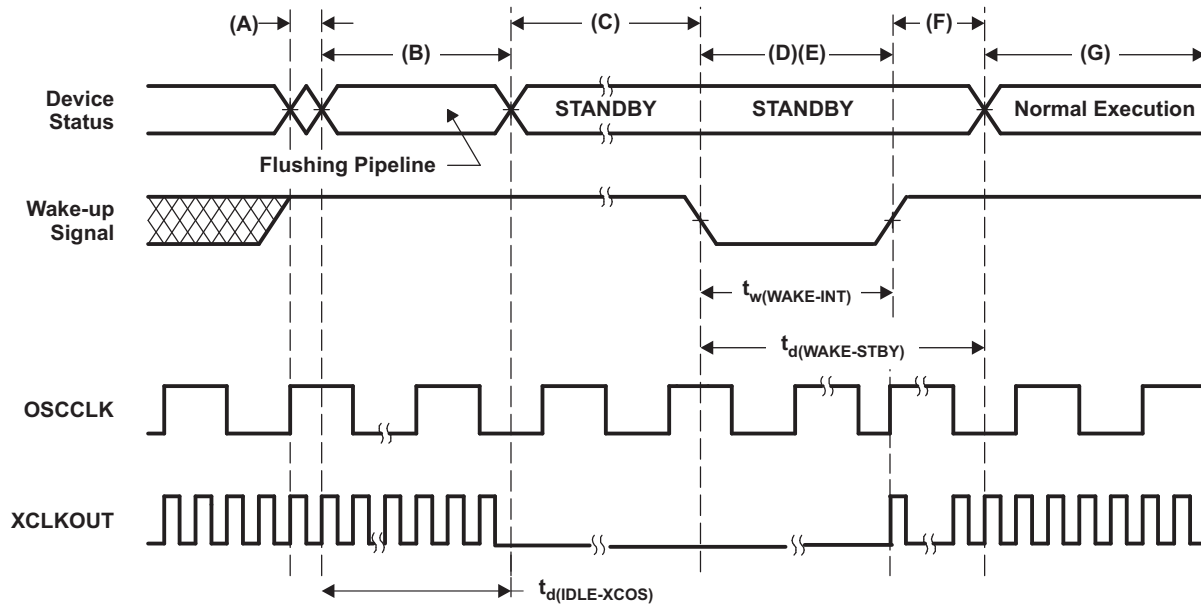 (A)
(C)
(F)
(B)
(D)(E)
(G)
Device
Status
STANDBY
STANDBY
Normal Execution
Flushing Pipeline
Wake-up
Signal
tw(WAKE-INT)
td(WAKE-STBY)
OSCCLK
XCLKOUT
td(IDLE-XCOS)